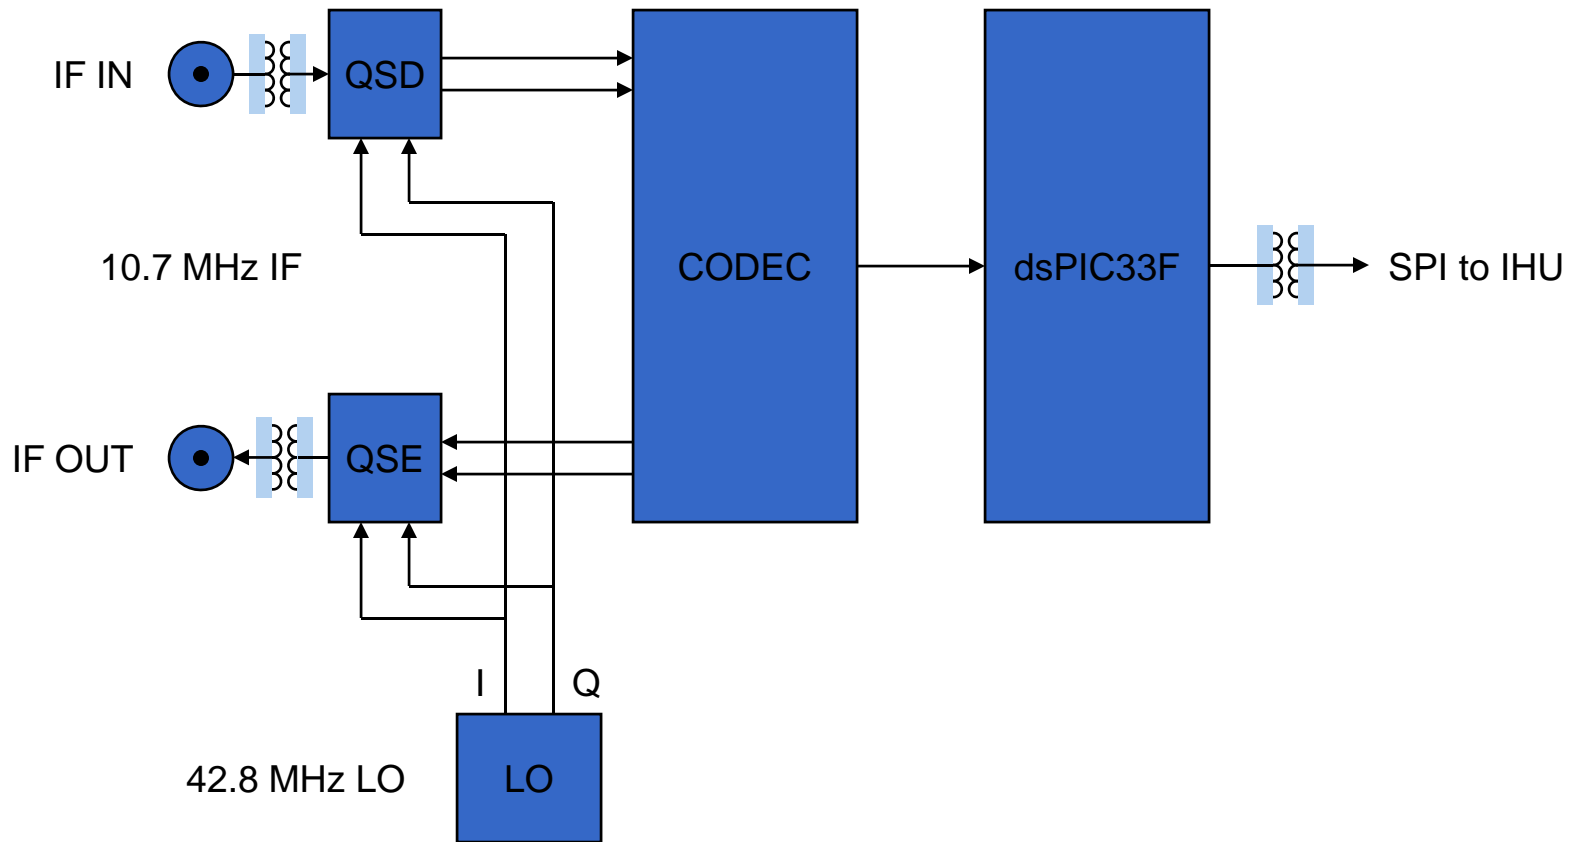 IF IN
QSD
10.7 MHz IF
CODEC
dsPIC33F
SPI to IHU
IF OUT
QSE
I
Q
42.8 MHz LO
LO